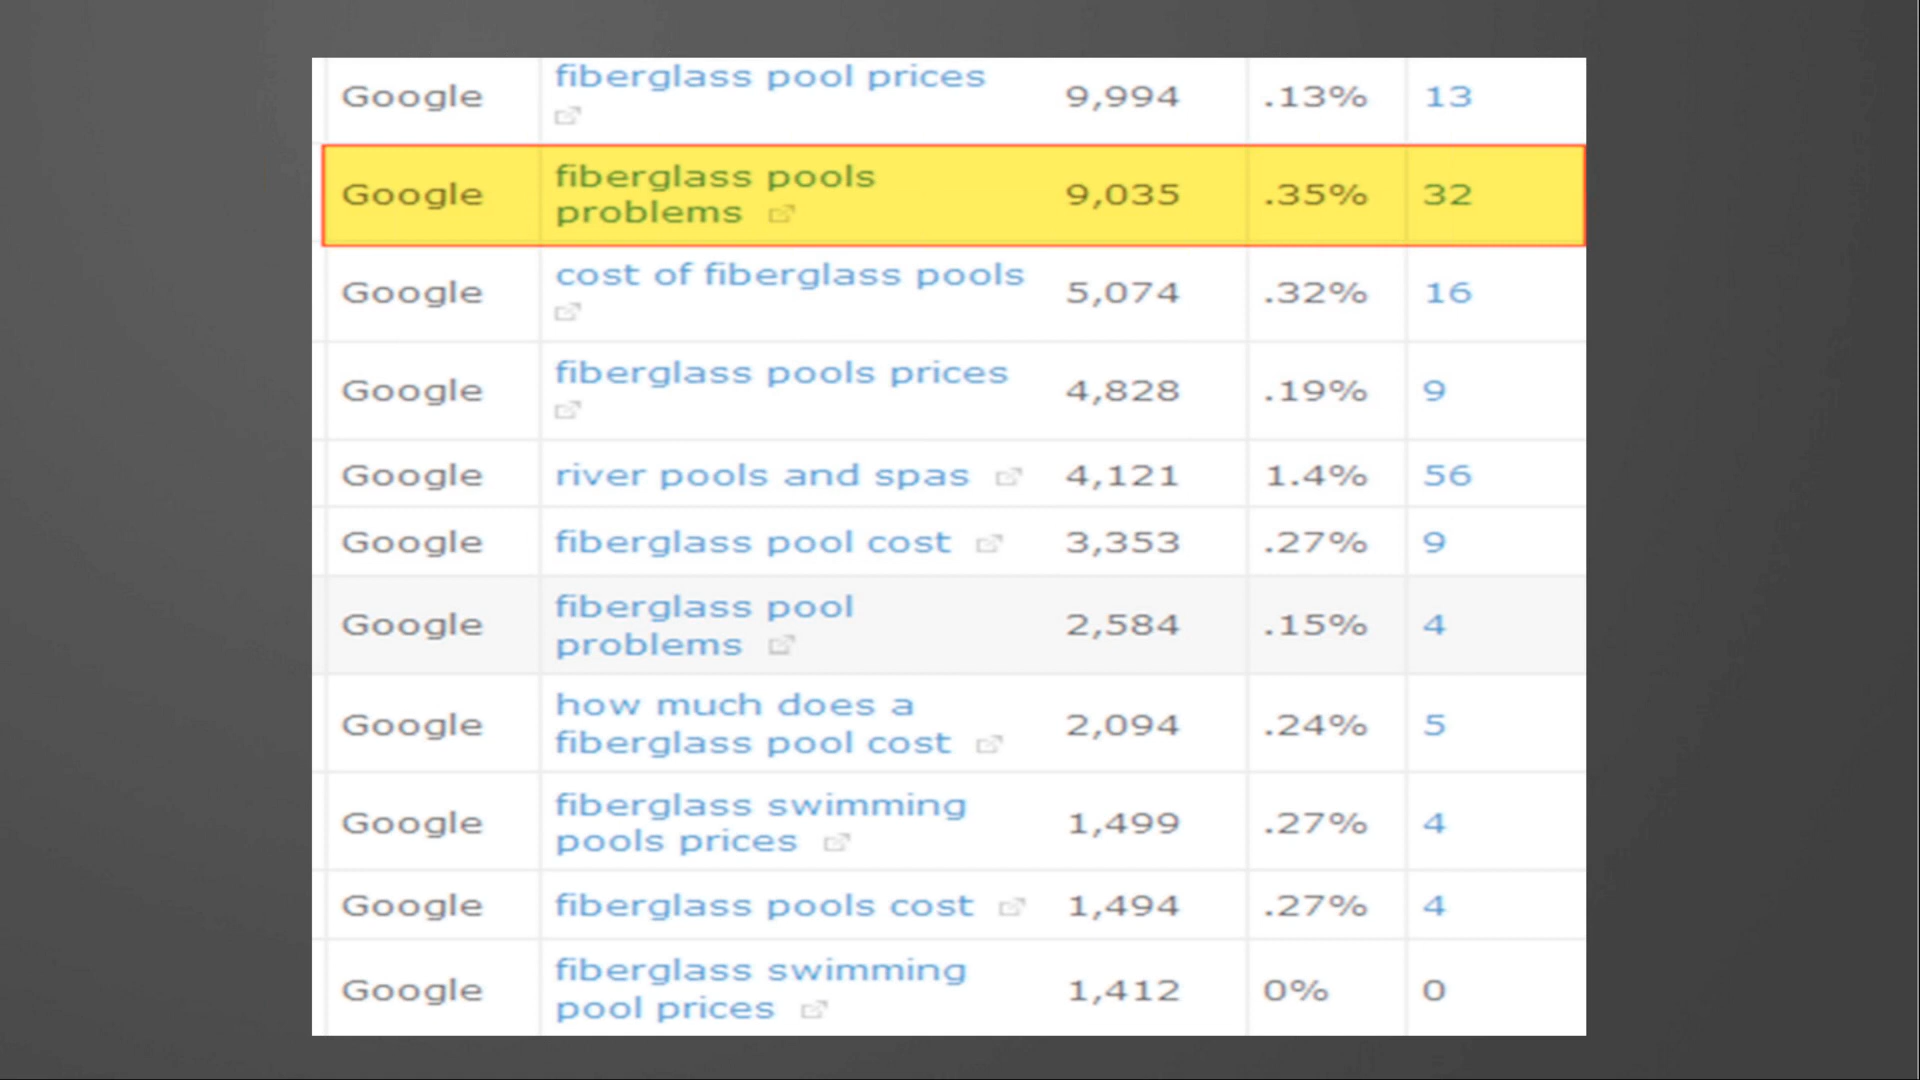 Google fiberglass pool prices 9,994 .13% 13
Google fiberglass pools problems 9,035 .35% 32
Google cost of fiberglass pools 5,074 .32% 16
Google fiberglass pools prices 4,828 .19% 9
Google river pools and spas 4,121 1.4% 56
Google fiberglass pool cost 3,353 .27% 9
Google fiberglass pool problems 2,584 .15% 4
Google how much does a fiberglass pool cost 2,094 .24% 5
Google fiberglass swimming pools prices 1,499 .27% 4
Google fiberglass pools cost 1,494 .27% 4
Google fiberglass swimming pool prices 1,412 0% 0